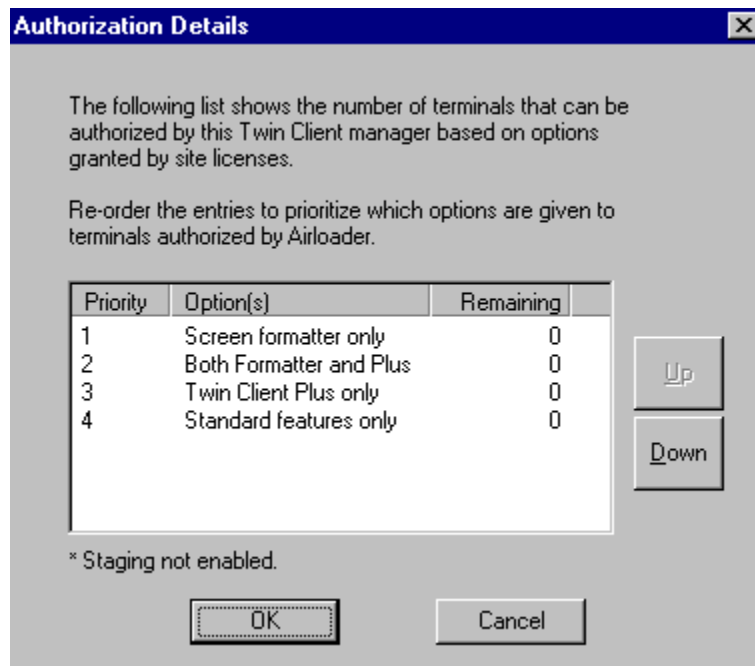 Authorization Details
The following list shows the number of terminals that can be
authorized by this Twin Client manager based on options
granted by site licenses.
Re-order the entries to prioritize which options are given to
terminals authorized by Airloader.
Priority Option(s) Remaining
1 Screen formatter only 0
2 Both Formatter and Plus 0
3 Twin Client Plus only 0
4 Standard features only 0
Up
Down
* Staging not enabled.
OK Cancel